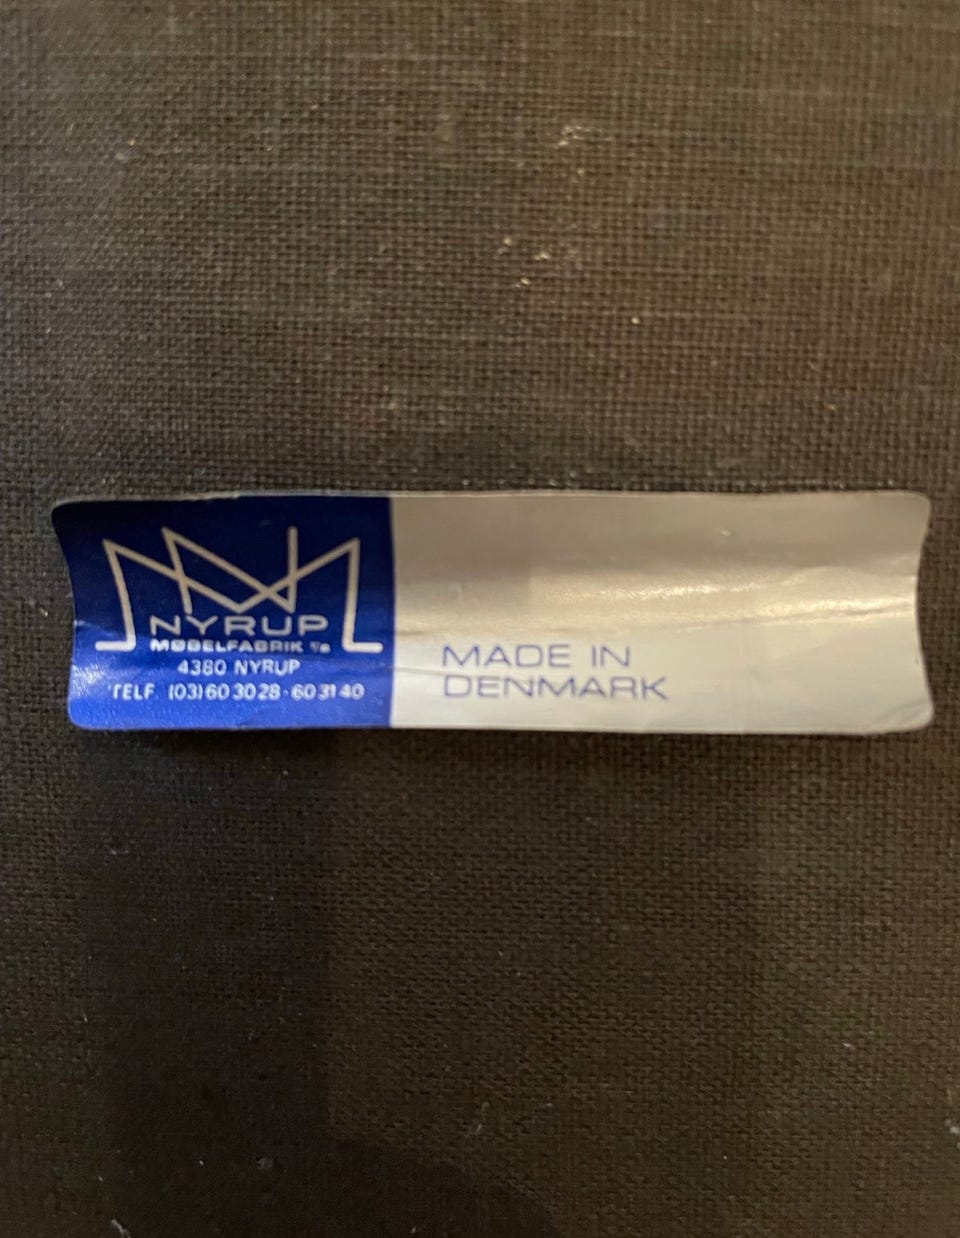 NYRUP
MØBELFABRIK
4380 NYRUP
TELF. (03) 60 30 28 - 60 31 40
MADE IN
DENMARK